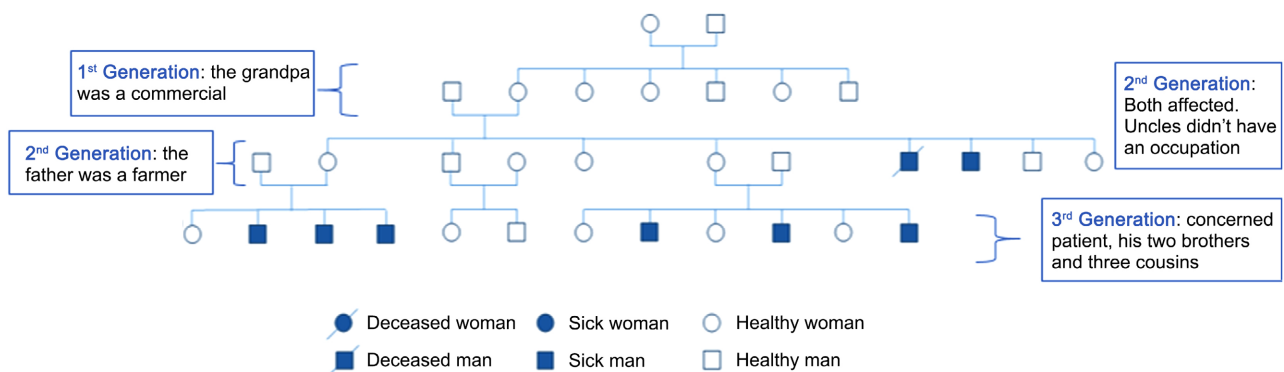 1st Generation: the grandpa
was a commercial
2nd Generation:
Both affected.
Uncles didn't have
an occupation
2nd Generation: the
father was a farmer
3rd Generation: concerned
patient, his two brothers
and three cousins
Deceased woman
Sick woman
Healthy woman
Deceased man
Sick man
Healthy man